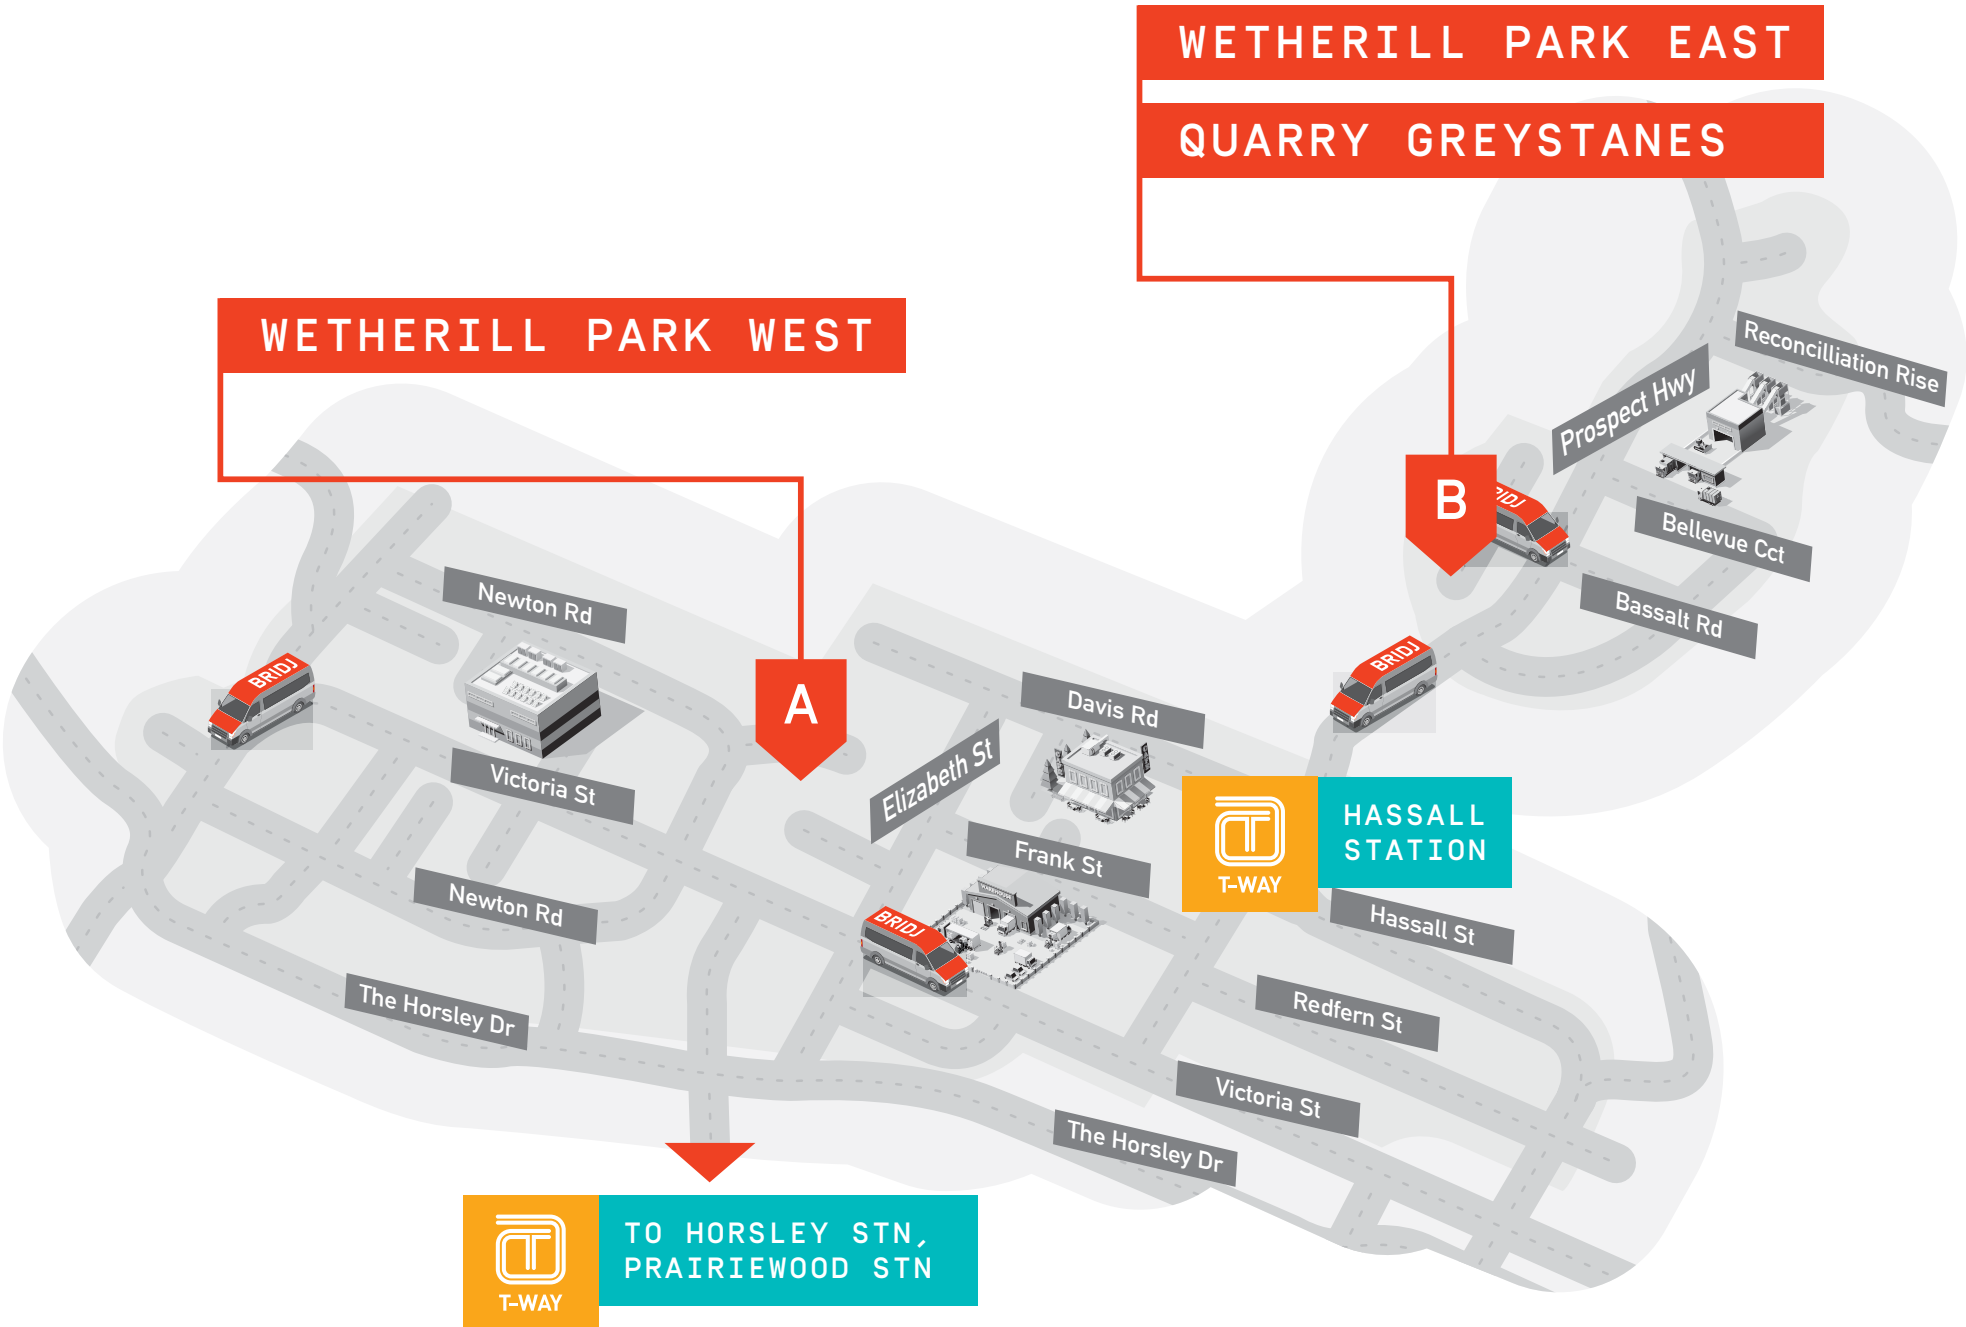 WETHERILL PARK EAST
QUARRY GREYSTANES
WETHERILL PARK WEST
Reconcilliation Rise
Prospect Hwy
B
BRIDJ
Bellevue Cct
Bassalt Rd
Newton Rd
BRIDJ
BRIDJ
A
Davis Rd
Elizabeth St
Victoria St
HASSALL
STATION
T-WAY
Frank St
WAREHOUSE
Newton Rd
BRIDJ
Hassall St
The Horsley Dr
Redfern St
Victoria St
The Horsley Dr
TO HORSLEY STN,
PRAIRIEWOOD STN
T-WAY